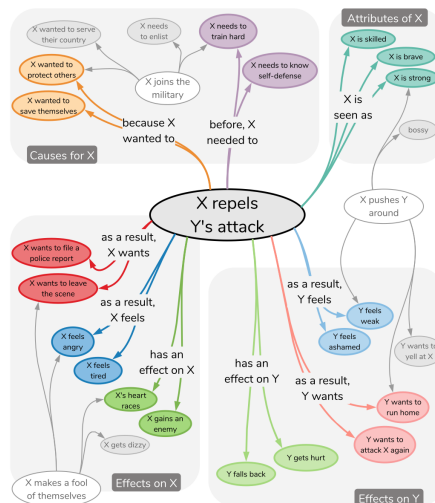 Attributes of X
X wanted to serve
their country
X needs
to enlist
X needs to
train hard
X is skilled
X is brave
X is strong
X wanted to
protect others
X joins the
military
X needs to know
self-defense
X wanted to
save themselves
because X
wanted to
before, X
needed to
X is
seen as
bossy
Causes for X
X repels
Y's attack
X pushes Y
around
X wants to file a
police report
as a result,
X wants
X wants to leave
the scene
as a result,
X feels
as a result,
Y feels
Y feels
weak
X feels
angry
Y feels
ashamed
Y wants to
yell at X
X feels
tired
has an
effect on X
has an
effect on Y
as a result,
Y wants
X's heart
races
Y wants to
run home
X gains an
enemy
X gets dizzy
Y wants to
attack X again
Y gets hurt
Y falls back
X makes a fool
of themselves
Effects on X
Effects on Y